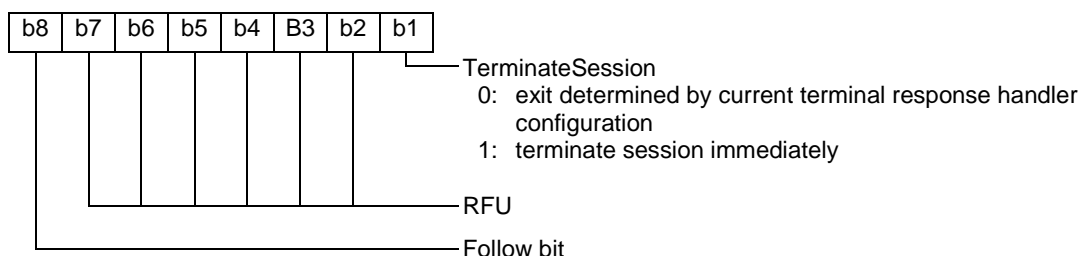 b8 b7 b6 b5 b4 B3 b2 b1
TerminateSession
0: exit determined by current terminal response handler
configuration
1: terminate session immediately
RFU
Follow bit